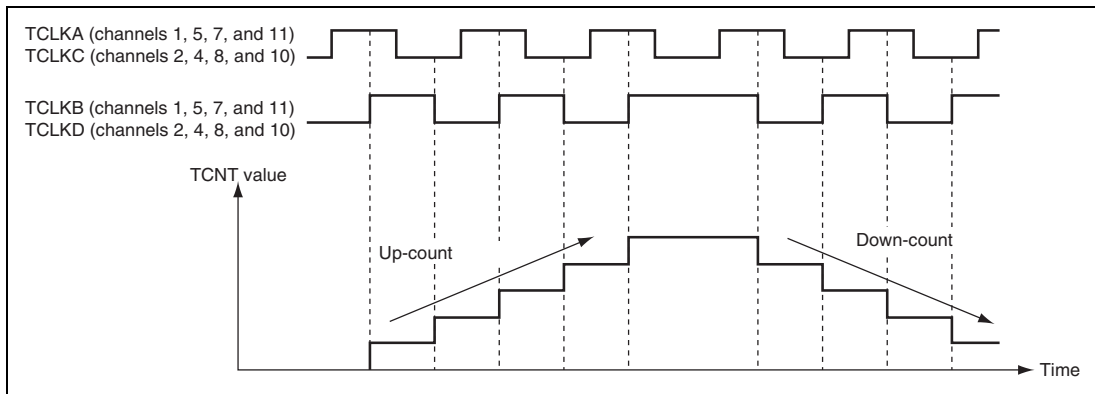 TCLKA (channels 1, 5, 7, and 11)
TCLKC (channels 2, 4, 8, and 10)
TCLKB (channels 1, 5, 7, and 11)
TCLKD (channels 2, 4, 8, and 10)
TCNT value
Up-count
Down-count
Time